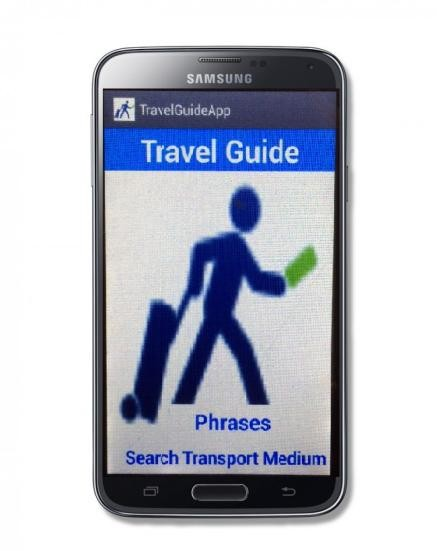 SAMSUNG
TravelGuideApp
Travel Guide
Phrases
Search Transport Medium